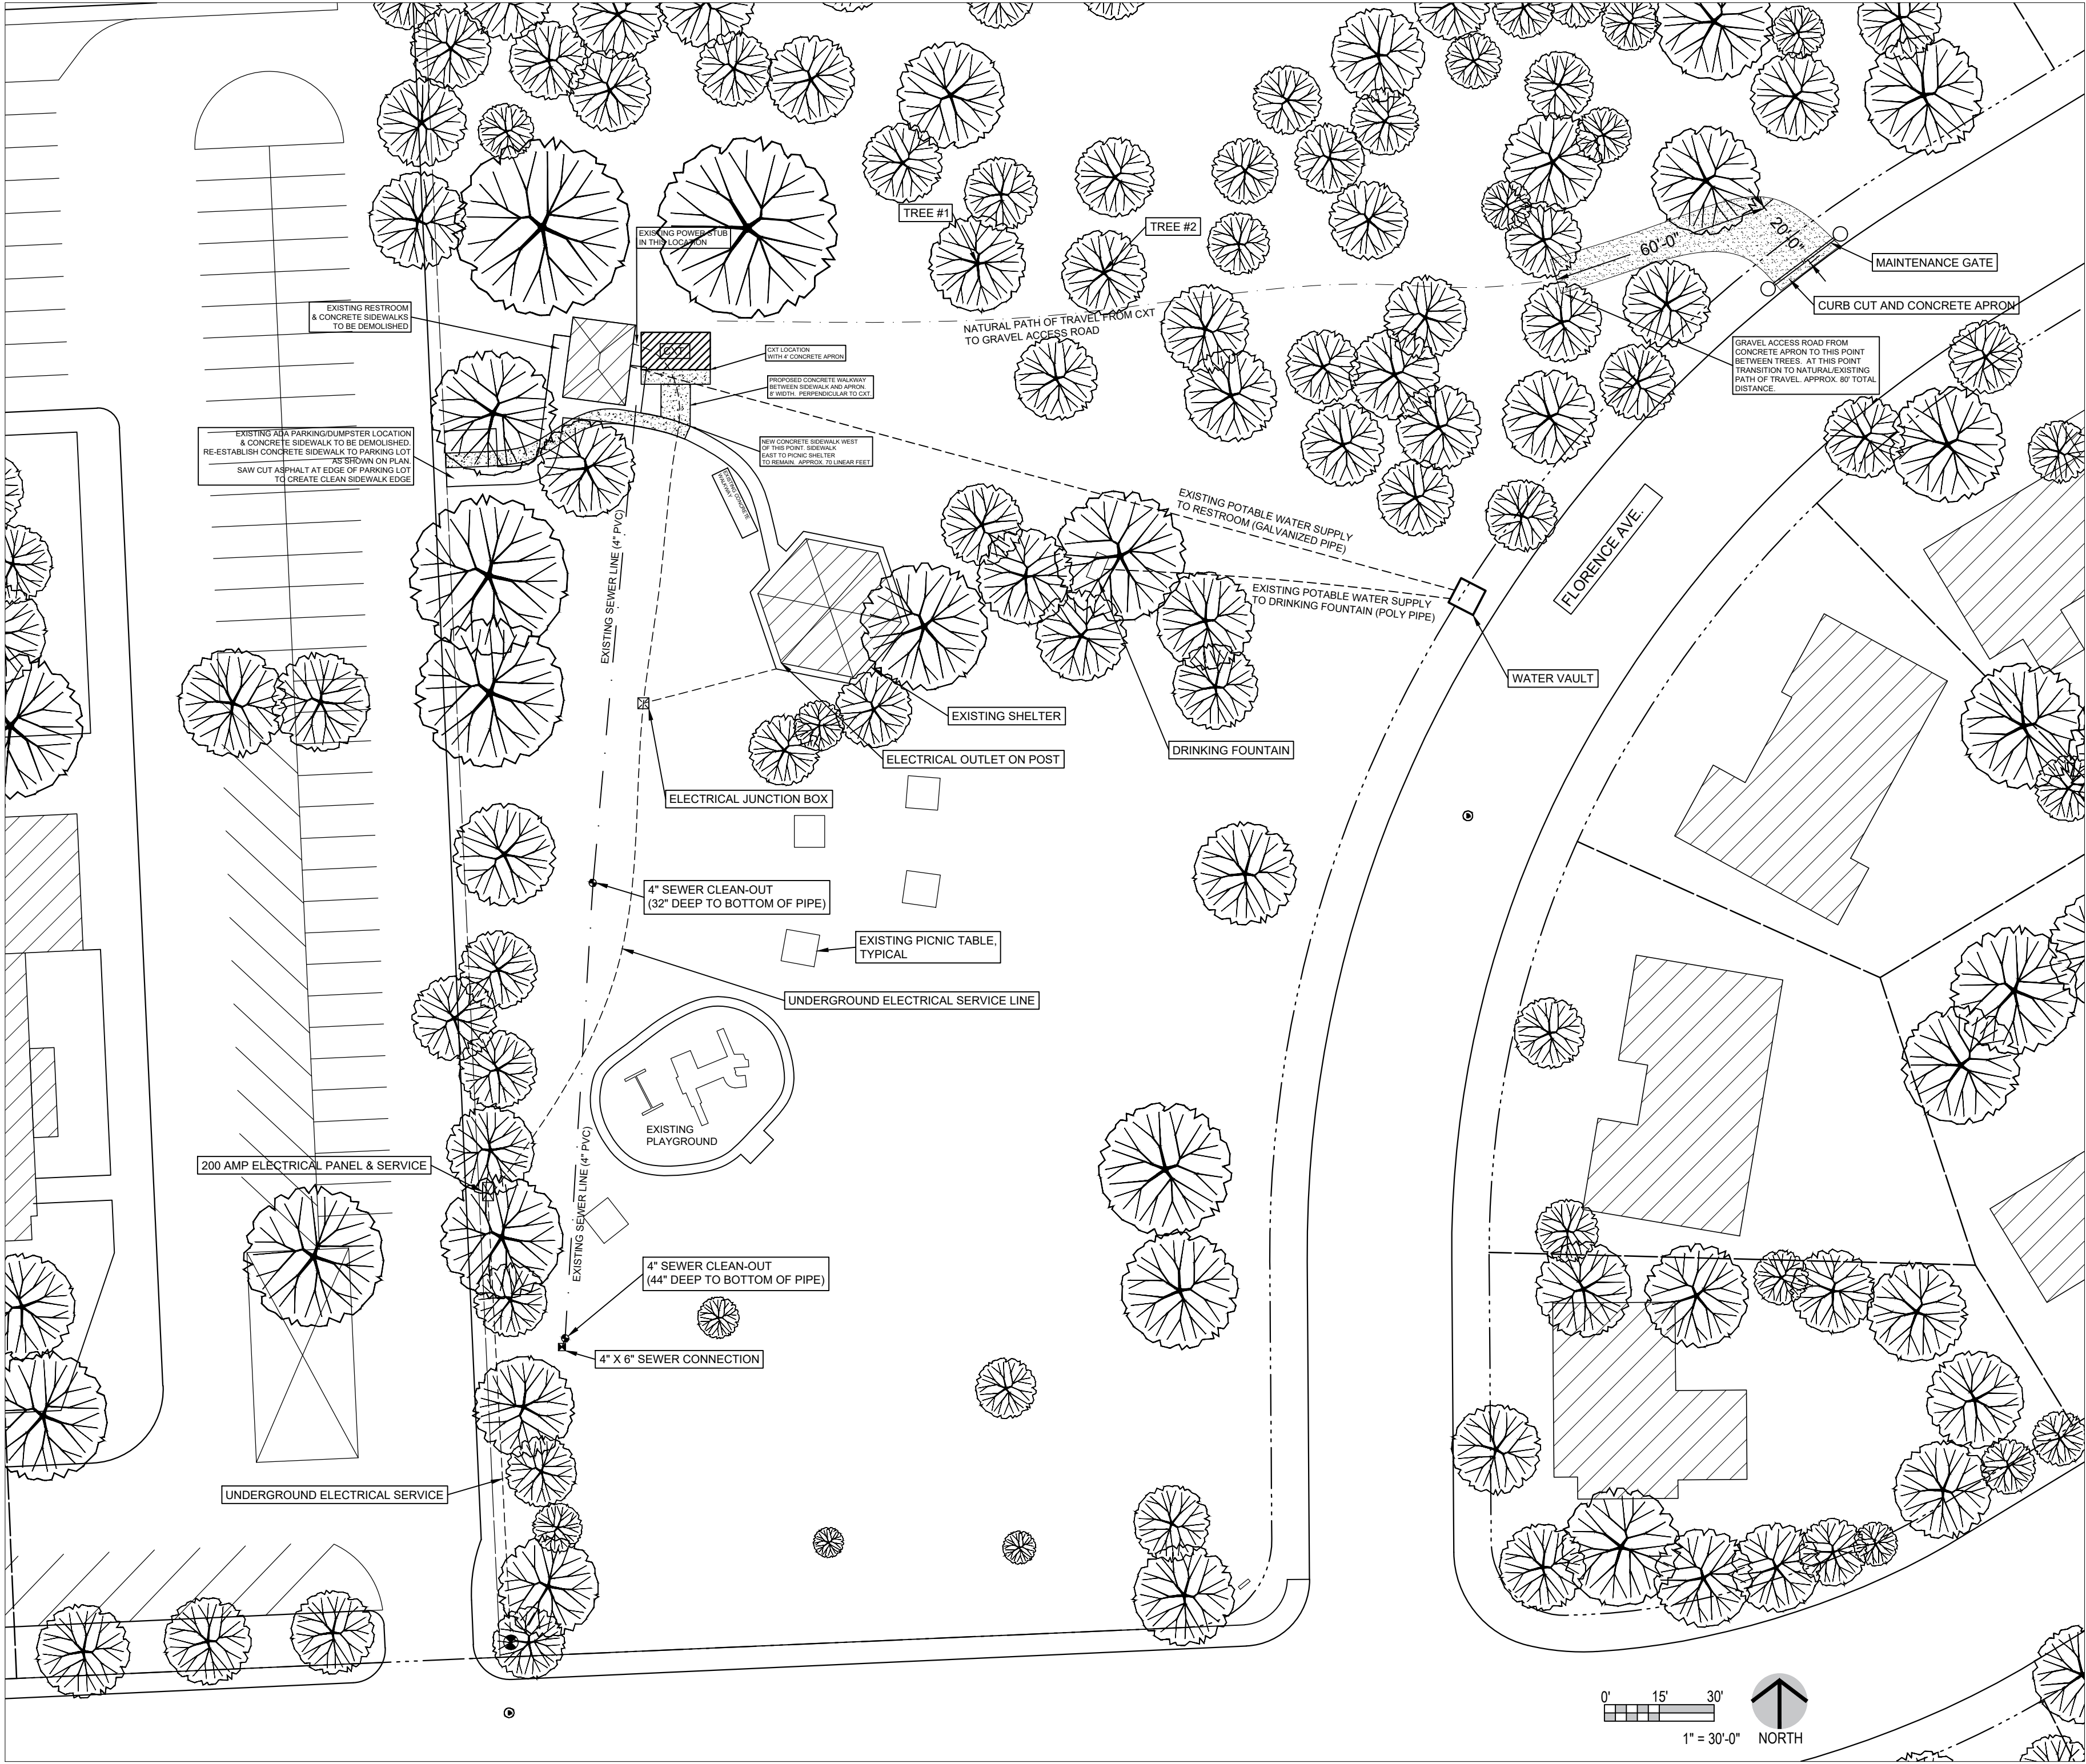 TREE #1
TREE #2
EXISTING POWER STUB
IN THIS LOCATION
60'-0"
20'-0"
MAINTENANCE GATE
CURB CUT AND CONCRETE APRON
EXISTING RESTROOM
& CONCRETE SIDEWALKS
TO BE DEMOLISHED
NATURAL PATH OF TRAVEL FROM CXT
TO GRAVEL ACCESS ROAD
CXT
CXT LOCATION
WITH 4' CONCRETE APRON
GRAVEL ACCESS ROAD FROM
CONCRETE APRON TO THIS POINT
BETWEEN TREES. AT THIS POINT
TRANSITION TO NATURAL/EXISTING
PATH OF TRAVEL. APPROX. 80' TOTAL
DISTANCE.
PROPOSED CONCRETE WALKWAY
BETWEEN SIDEWALK AND APRON.
8' WIDTH. PERPENDICULAR TO CXT.
EXISTING ADA PARKING/DUMPSTER LOCATION
& CONCRETE SIDEWALK TO BE DEMOLISHED.
RE-ESTABLISH CONCRETE SIDEWALK TO PARKING LOT
AS SHOWN ON PLAN.
SAW CUT ASPHALT AT EDGE OF PARKING LOT
TO CREATE CLEAN SIDEWALK EDGE
NEW CONCRETE SIDEWALK WEST
OF THIS POINT. SIDEWALK
EAST TO PICNIC SHELTER
TO REMAIN. APPROX. 70 LINEAR FEET
EXISTING CONCRETE
WALKWAY
EXISTING POTABLE WATER SUPPLY
TO RESTROOM (GALVANIZED PIPE)
FLORENCE AVE.
EXISTING SEWER LINE (4" PVC)
EXISTING POTABLE WATER SUPPLY
TO DRINKING FOUNTAIN (POLY PIPE)
WATER VAULT
EXISTING SHELTER
DRINKING FOUNTAIN
ELECTRICAL OUTLET ON POST
ELECTRICAL JUNCTION BOX
4" SEWER CLEAN-OUT
(32" DEEP TO BOTTOM OF PIPE)
EXISTING PICNIC TABLE,
TYPICAL
UNDERGROUND ELECTRICAL SERVICE LINE
EXISTING
PLAYGROUND
200 AMP ELECTRICAL PANEL & SERVICE
EXISTING SEWER LINE (4" PVC)
4" SEWER CLEAN-OUT
(44" DEEP TO BOTTOM OF PIPE)
4" X 6" SEWER CONNECTION
UNDERGROUND ELECTRICAL SERVICE
0' 15' 30'
1" = 30'-0"
NORTH